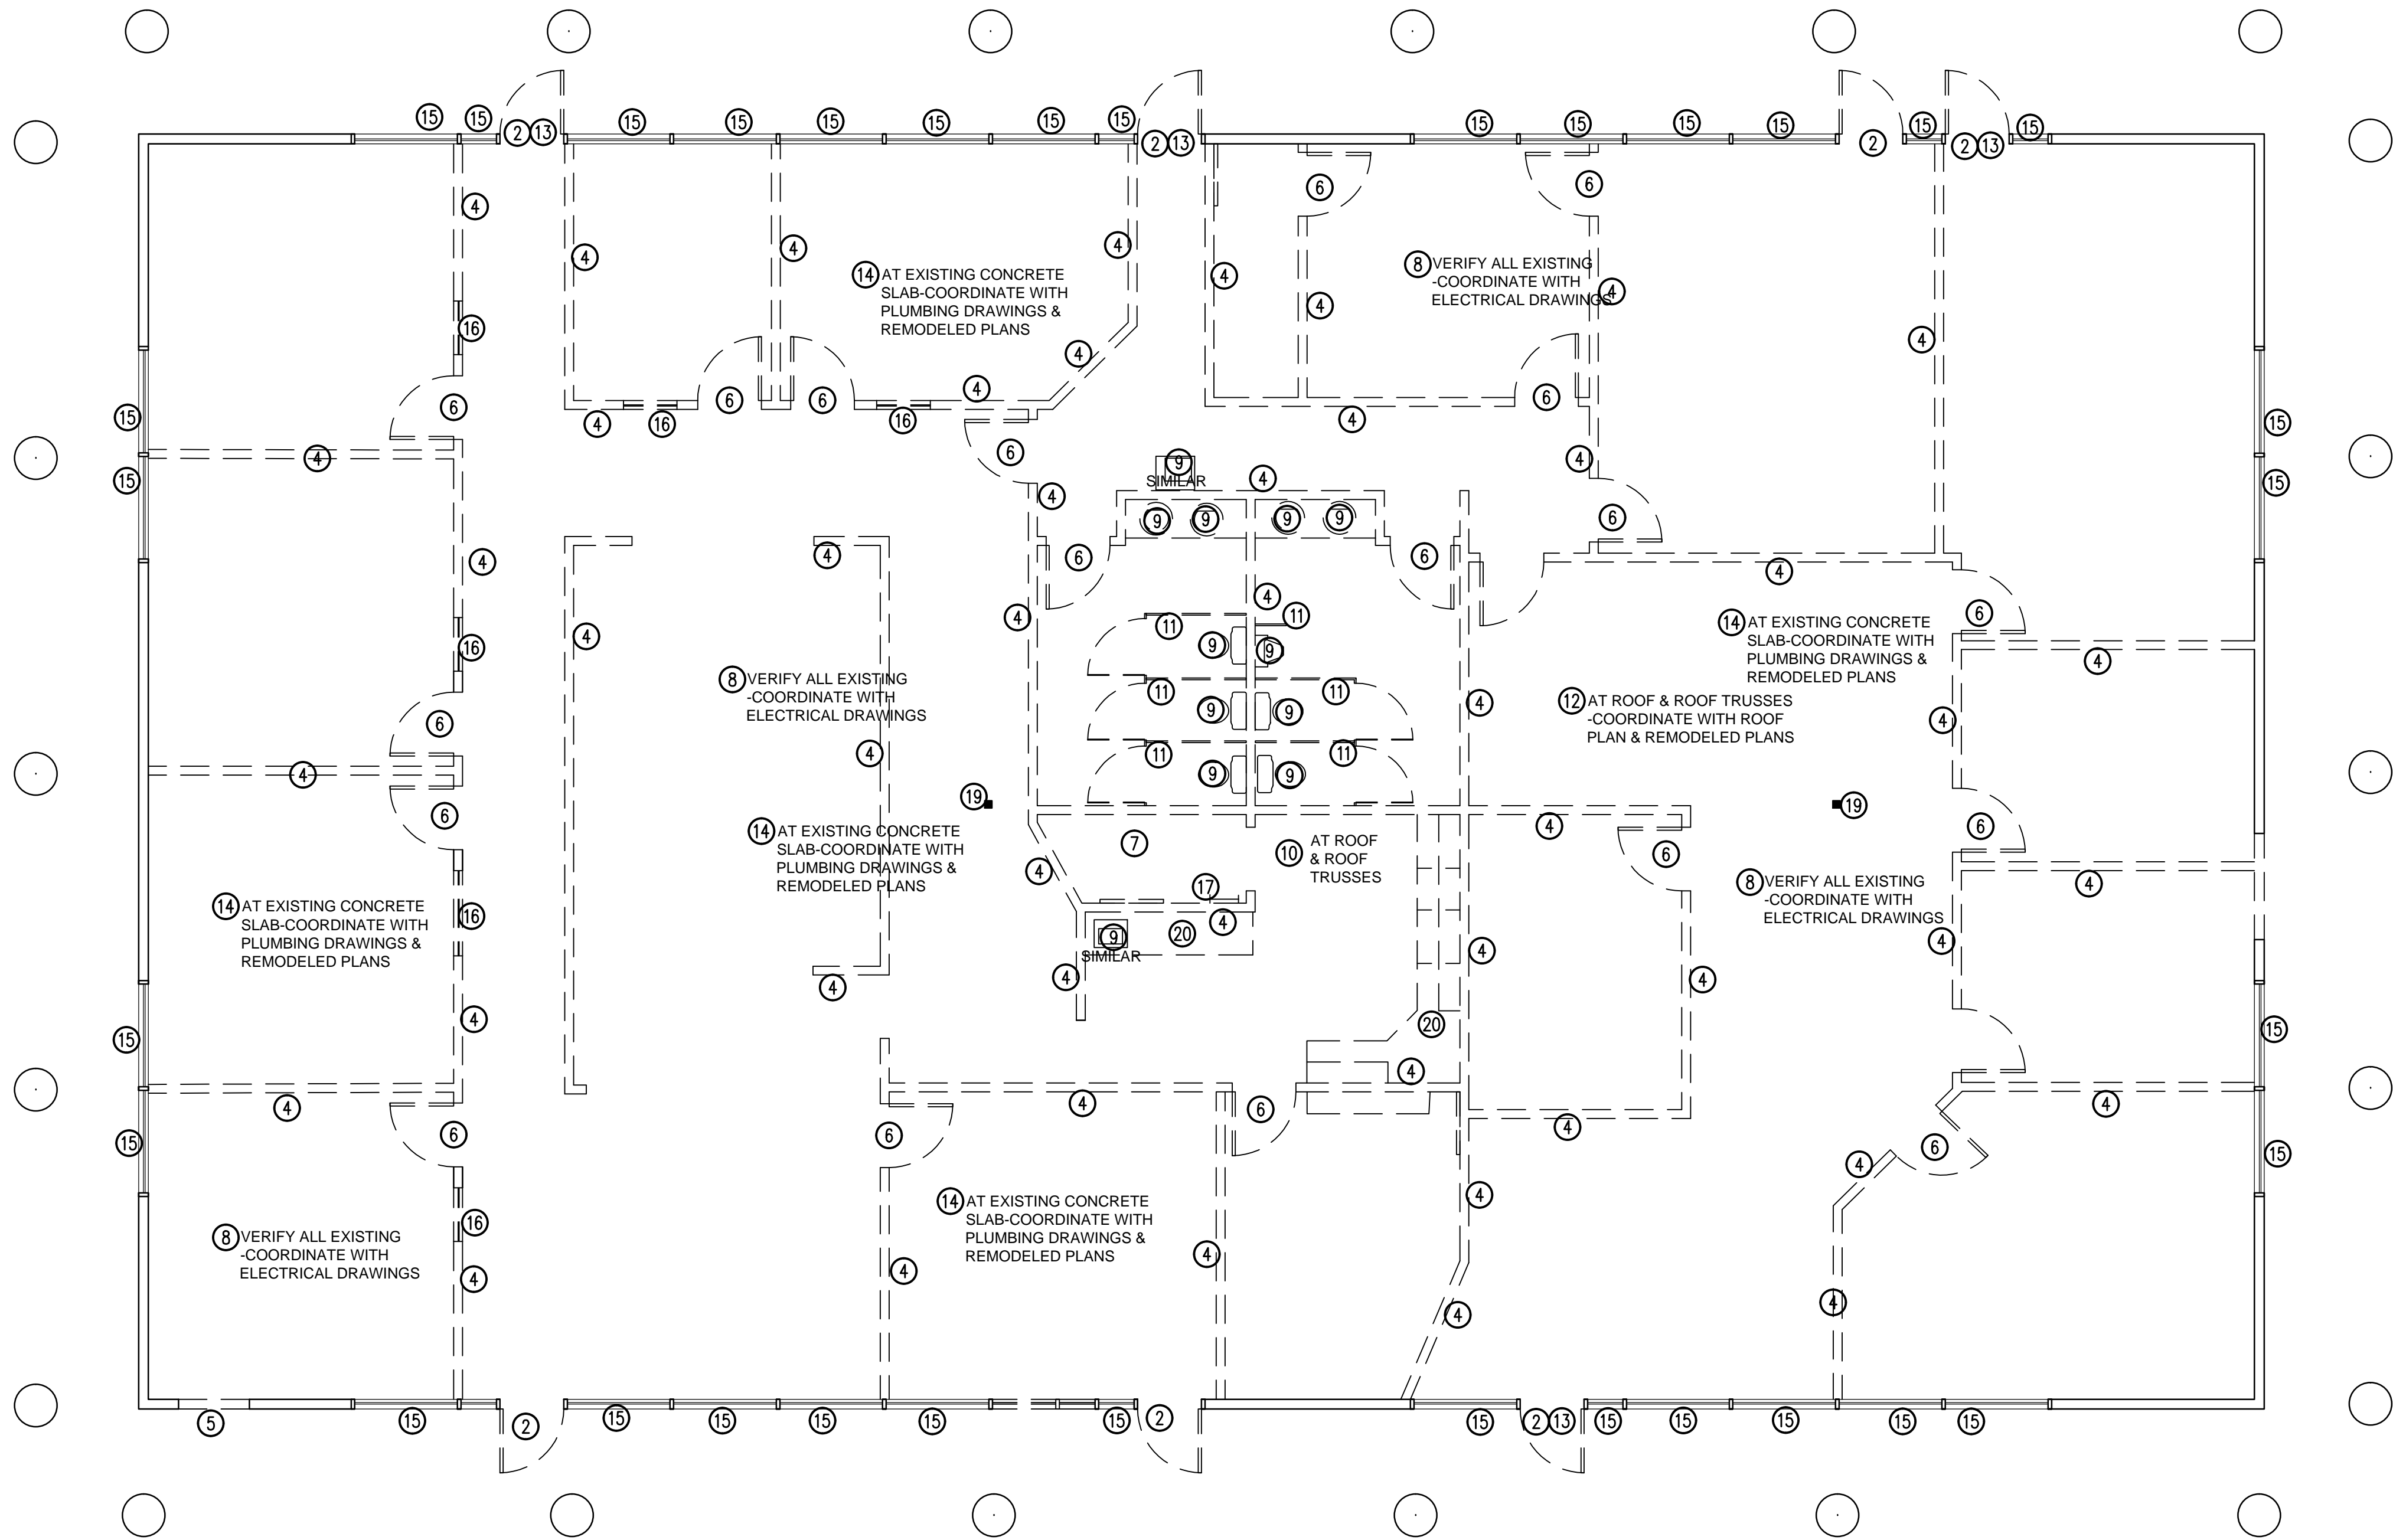 15 15 15 15 15 15 15 15 15 15 15 15 15 15
2 13 2 13 2 2 13
6 6
4
4 4 4 4
14 AT EXISTING CONCRETE
SLAB-COORDINATE WITH
PLUMBING DRAWINGS &
REMODELED PLANS
8 VERIFY ALL EXISTING
-COORDINATE WITH
ELECTRICAL DRAWINGS
4 4 4
16 4 4
4
6 6 6 6
15 4 16 16 4 15
4 6 4
9
SIMILAR
15 4 4 15
9 9 9 9 6
4 4 6 6 4
4 4 11 11 6
4 16 9 9
14 AT EXISTING CONCRETE
SLAB-COORDINATE WITH
PLUMBING DRAWINGS &
REMODELED PLANS
4
8 VERIFY ALL EXISTING
-COORDINATE WITH
ELECTRICAL DRAWINGS
11 11 4
9 9
12 AT ROOF & ROOF TRUSSES
-COORDINATE WITH ROOF
PLAN & REMODELED PLANS
6 4
4 11 11
4 9 9
19 19
6 4 6
14 AT EXISTING CONCRETE
SLAB-COORDINATE WITH
PLUMBING DRAWINGS &
REMODELED PLANS
7
10 AT ROOF
& ROOF
TRUSSES
6
4 17
8 VERIFY ALL EXISTING
-COORDINATE WITH
ELECTRICAL DRAWINGS
4
14 AT EXISTING CONCRETE
SLAB-COORDINATE WITH
PLUMBING DRAWINGS &
REMODELED PLANS
16 4
9 20
SIMILAR
4 4
4 4 4
4 20
15 15
4
4 4 4
6 6 6 4
15 6 15
4
14 AT EXISTING CONCRETE
SLAB-COORDINATE WITH
PLUMBING DRAWINGS &
REMODELED PLANS
4
16
8 VERIFY ALL EXISTING
-COORDINATE WITH
ELECTRICAL DRAWINGS
4 4 4
4 4
5 15 2 15 15 15 15 15 2 15 2 13 15 15 15 15 15